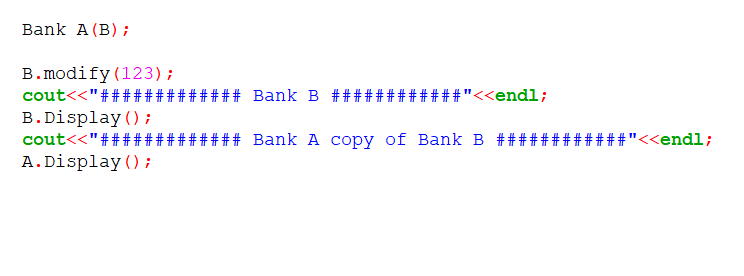 Bank A(B);
B.modify(123);
cout<<"############# Bank B ############"<<endl;
B.Display();
cout<<"############# Bank A copy of Bank B ############"<<endl;
A.Display();